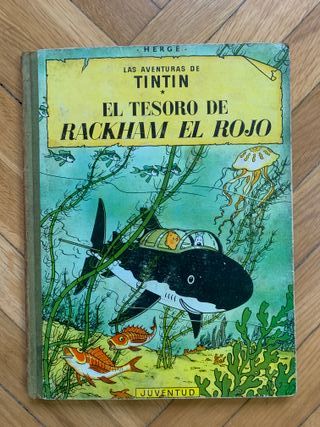 · HERGÉ ·
LAS AVENTURAS DE
TINTIN
*
EL TESORO DE
RACKHAM EL ROJO
JUVENTUD